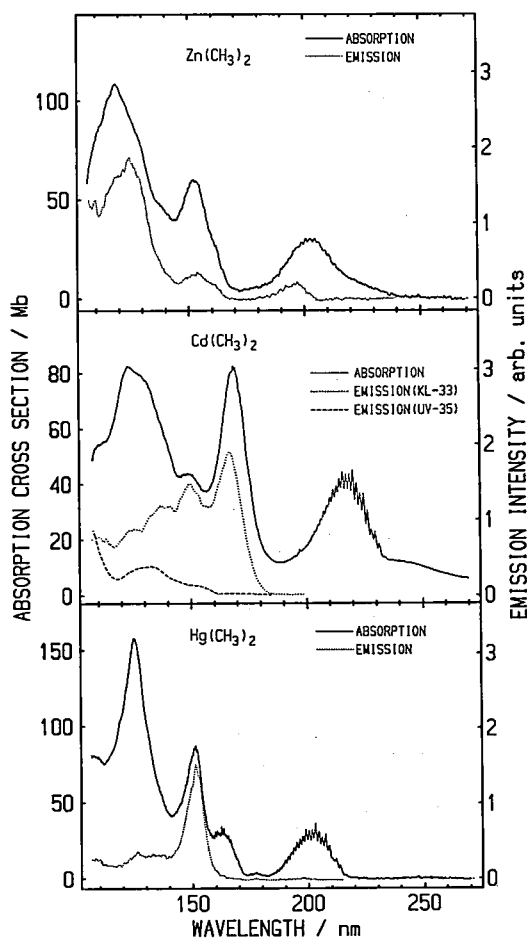 Zn(CH3)2
ABSORPTION
EMISSION
100
50
0
3
2
1
0
Cd(CH3)2
ABSORPTION
EMISSION(KL-33)
EMISSION(UV-35)
80
60
40
20
0
3
2
1
0
Hg(CH3)2
ABSORPTION
EMISSION
150
100
50
0
3
2
1
0
150
200
250
WAVELENGTH / nm
ABSORPTION CROSS SECTION / Mb
EMISSION INTENSITY / arb. units